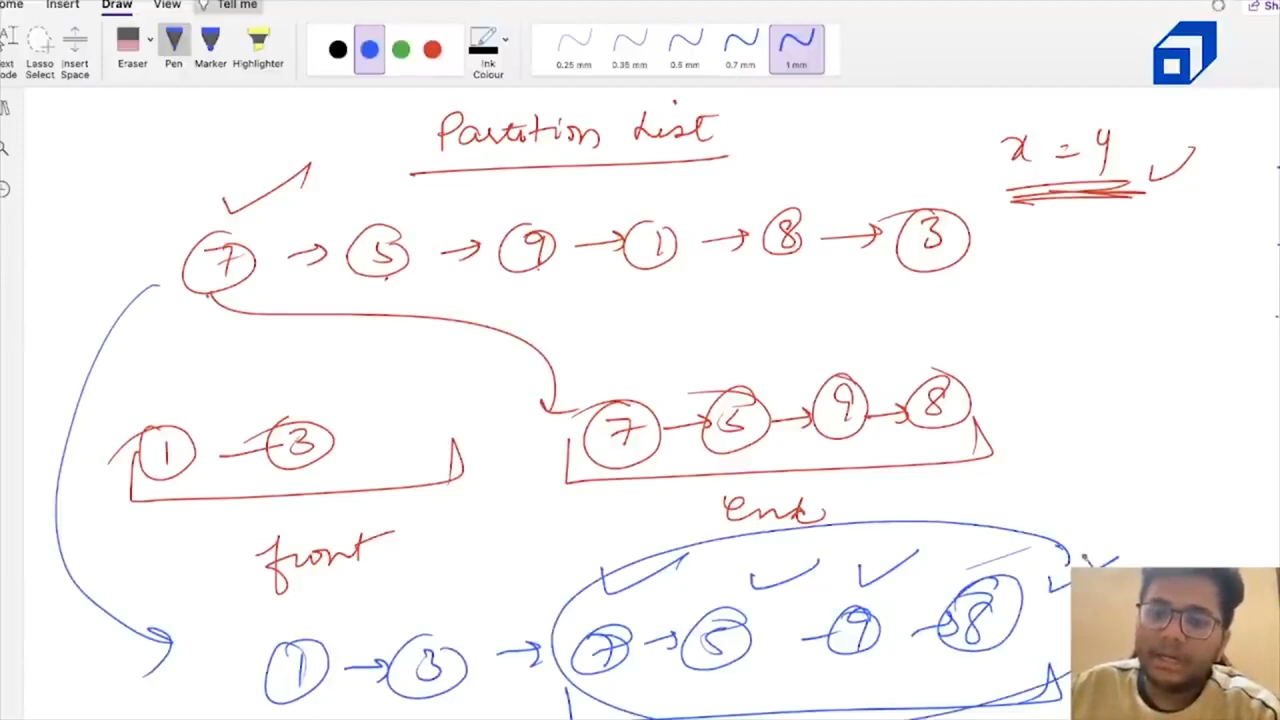 ome Insert Draw View Tell me Sha
Text Mode Lasso Select Insert Space Eraser Pen Marker Highlighter Ink Colour 0.25 mm 0.35 mm 0.5 mm 0.7 mm 1 mm
Partition List
x = 4
7 → 5 → 9 → 1 → 8 → 3
1 3
7 → 5 → 9 → 8
front
end
1 → 3 → 7 → 5 9 → 8